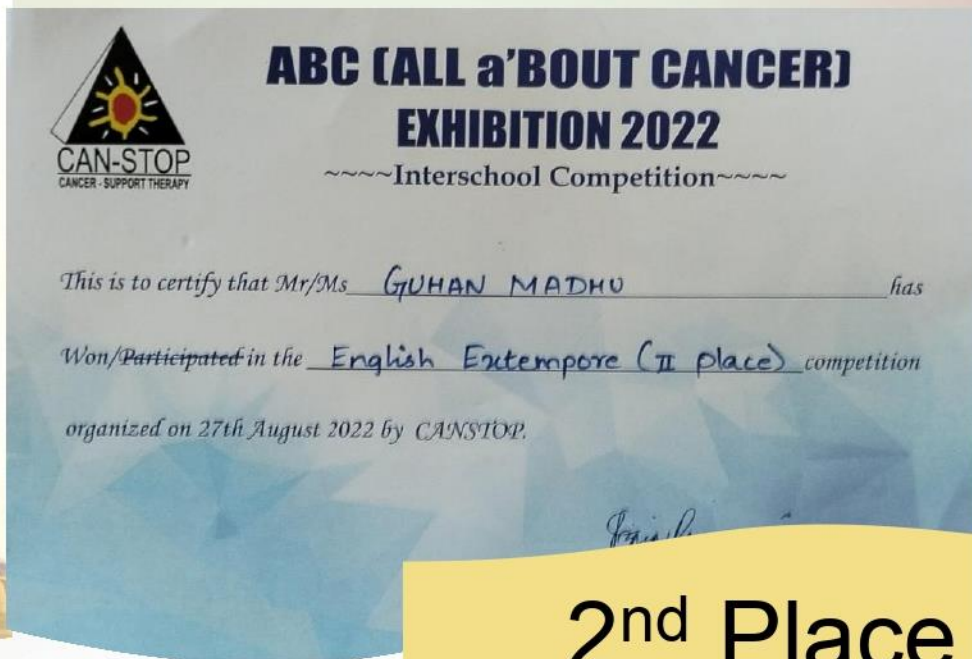 CAN-STOP
CANCER - SUPPORT THERAPY
ABC (ALL a'BOUT CANCER)
EXHIBITION 2022
~~~~Interschool Competition~~~~
This is to certify that Mr/Ms GUHAN MADHU has
Won/Participated in the English Extempore (II place) competition
organized on 27th August 2022 by CANSTOP.
2nd Place